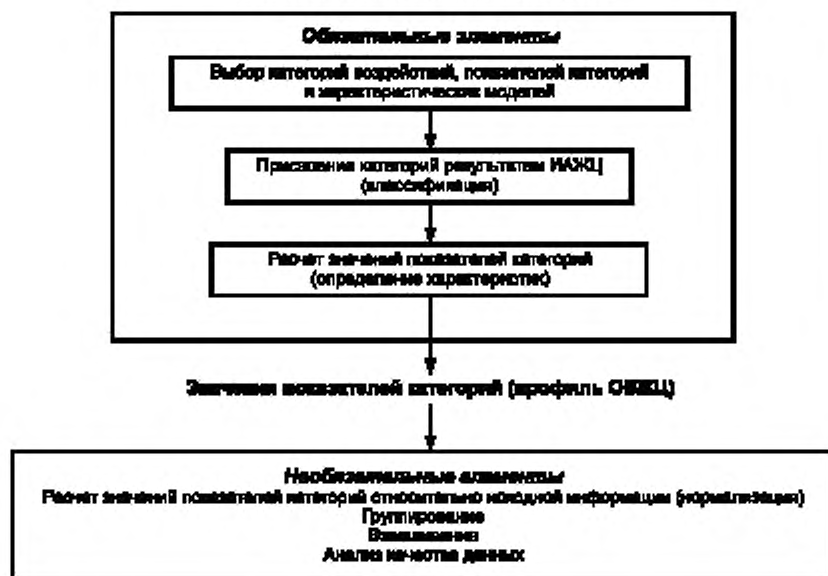 Обязательные элементы
Выбор категорий воздействий, показателей категорий
и характеристических моделей
Присвоение категорий результатам ИАЖЦ
(классификация)
Расчет значений показателей категорий
(определение характеристик)
Значения показателей категорий (профиль ОВЖЦ)
Необязательные элементы
Расчет значений показателей категорий относительно исходной информации (нормализация)
Группирование
Взвешивание
Анализ качества данных